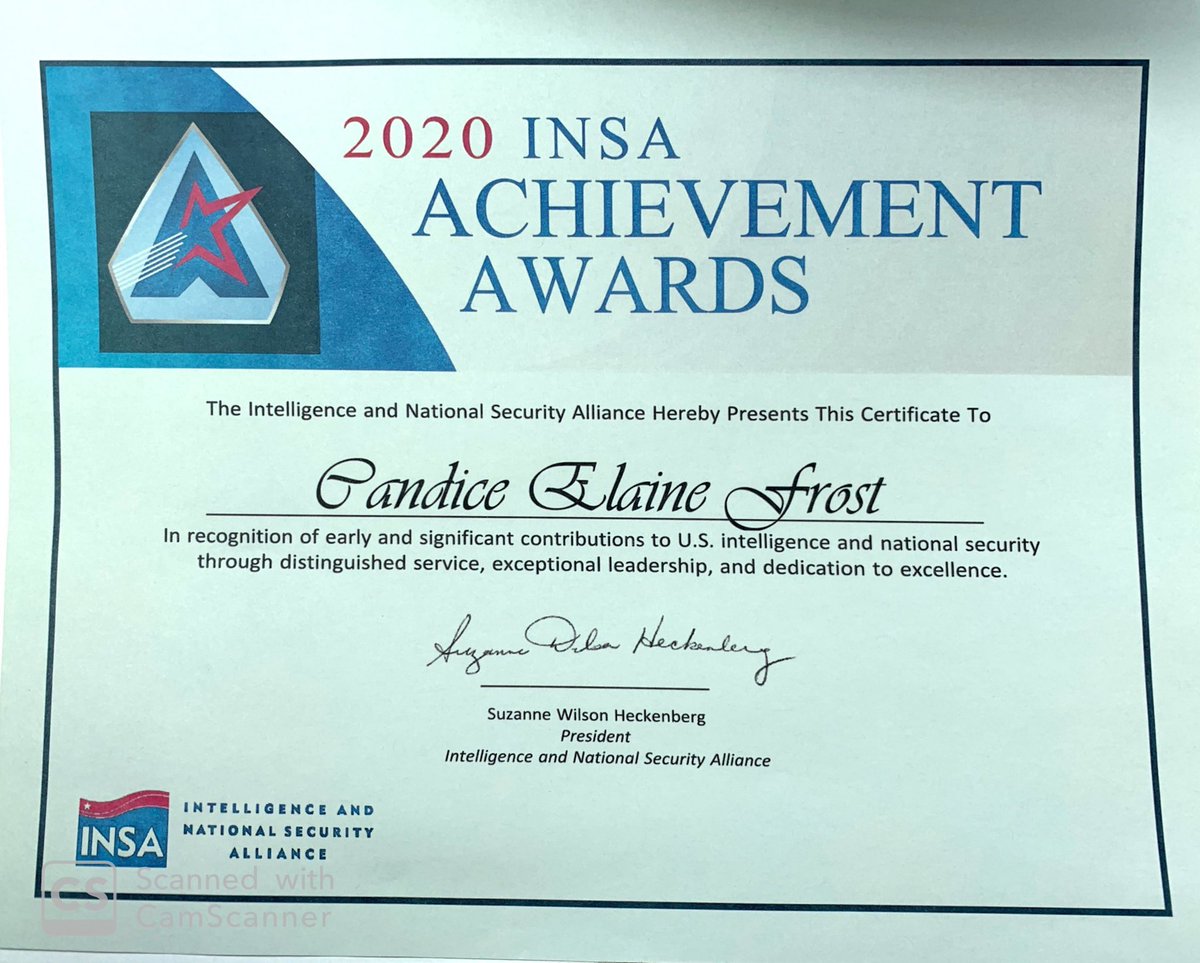 2020 INSA
ACHIEVEMENT
AWARDS
The Intelligence and National Security Alliance Hereby Presents This Certificate To
Candice Elaine Frost
In recognition of early and significant contributions to U.S. intelligence and national security
through distinguished service, exceptional leadership, and dedication to excellence.
Suzanne Wilson Heckenberg
Suzanne Wilson Heckenberg
President
Intelligence and National Security Alliance
INSA
INTELLIGENCE AND
NATIONAL SECURITY
ALLIANCE
CS Scanned with
CamScanner